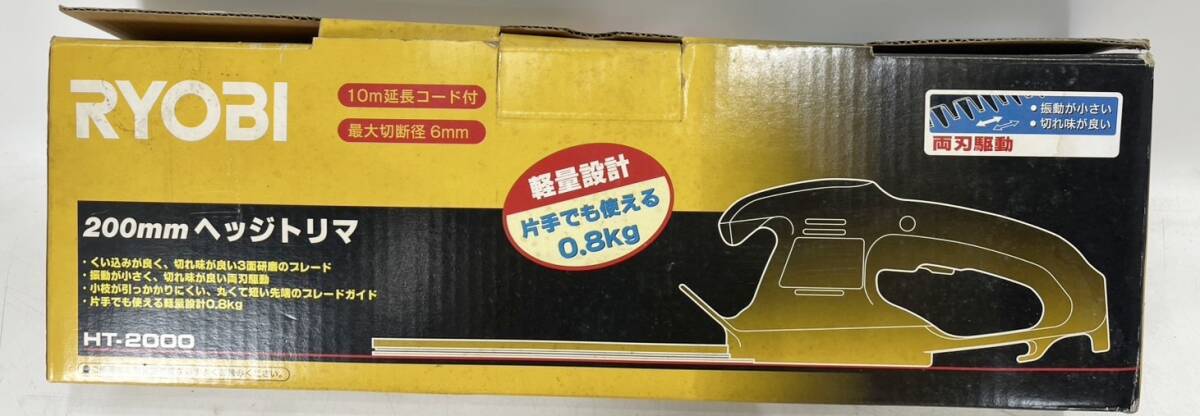 RYOBI
10m延長コード付
最大切断径 6mm
軽量設計
片手でも使える
0.8kg
・振動が小さい
・切れ味が良い
両刃駆動
200mm ヘッジトリマ
・くい込みが良く、切れ味が良い3面研磨のブレード
・振動が小さく、切れ味が良い両刃駆動
・小枝が引っかかりにくい、丸くて短い先端のブレードガイド
・片手でも使える軽量設計0.8kg
HT-2000
ください。